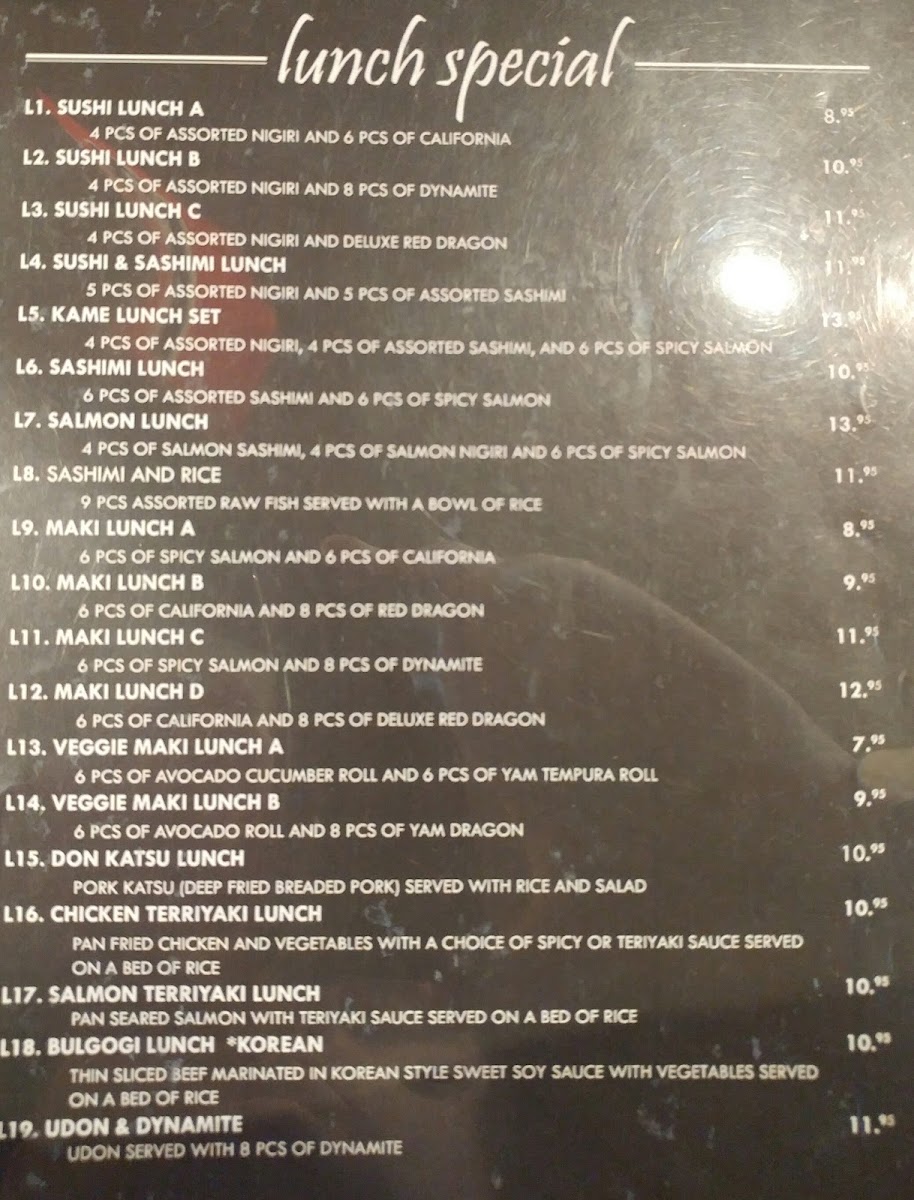 lunch special
L1. SUSHI LUNCH A 8.95
4 PCS OF ASSORTED NIGIRI AND 6 PCS OF CALIFORNIA
L2. SUSHI LUNCH B 10.95
4 PCS OF ASSORTED NIGIRI AND 8 PCS OF DYNAMITE
L3. SUSHI LUNCH C 11.95
4 PCS OF ASSORTED NIGIRI AND DELUXE RED DRAGON
L4. SUSHI & SASHIMI LUNCH 11.95
5 PCS OF ASSORTED NIGIRI AND 5 PCS OF ASSORTED SASHIMI
L5. KAME LUNCH SET 13.95
4 PCS OF ASSORTED NIGIRI, 4 PCS OF ASSORTED SASHIMI, AND 6 PCS OF SPICY SALMON
L6. SASHIMI LUNCH 10.95
6 PCS OF ASSORTED SASHIMI AND 6 PCS OF SPICY SALMON
L7. SALMON LUNCH 13.95
4 PCS OF SALMON SASHIMI, 4 PCS OF SALMON NIGIRI AND 6 PCS OF SPICY SALMON
L8. SASHIMI AND RICE 11.95
9 PCS ASSORTED RAW FISH SERVED WITH A BOWL OF RICE
L9. MAKI LUNCH A 8.95
6 PCS OF SPICY SALMON AND 6 PCS OF CALIFORNIA
L10. MAKI LUNCH B 9.95
6 PCS OF CALIFORNIA AND 8 PCS OF RED DRAGON
L11. MAKI LUNCH C 11.95
6 PCS OF SPICY SALMON AND 8 PCS OF DYNAMITE
L12. MAKI LUNCH D 12.95
6 PCS OF CALIFORNIA AND 8 PCS OF DELUXE RED DRAGON
L13. VEGGIE MAKI LUNCH A 7.95
6 PCS OF AVOCADO CUCUMBER ROLL AND 6 PCS OF YAM TEMPURA ROLL
L14. VEGGIE MAKI LUNCH B 9.95
6 PCS OF AVOCADO ROLL AND 8 PCS OF YAM DRAGON
L15. DON KATSU LUNCH 10.95
PORK KATSU (DEEP FRIED BREADED PORK) SERVED WITH RICE AND SALAD
L16. CHICKEN TERRIYAKI LUNCH 10.95
PAN FRIED CHICKEN AND VEGETABLES WITH A CHOICE OF SPICY OR TERIYAKI SAUCE SERVED
ON A BED OF RICE
L17. SALMON TERRIYAKI LUNCH 10.95
PAN SEARED SALMON WITH TERIYAKI SAUCE SERVED ON A BED OF RICE
L18. BULGOGI LUNCH *KOREAN 10.95
THIN SLICED BEEF MARINATED IN KOREAN STYLE SWEET SOY SAUCE WITH VEGETABLES SERVED
ON A BED OF RICE
L19. UDON & DYNAMITE 11.95
UDON SERVED WITH 8 PCS OF DYNAMITE